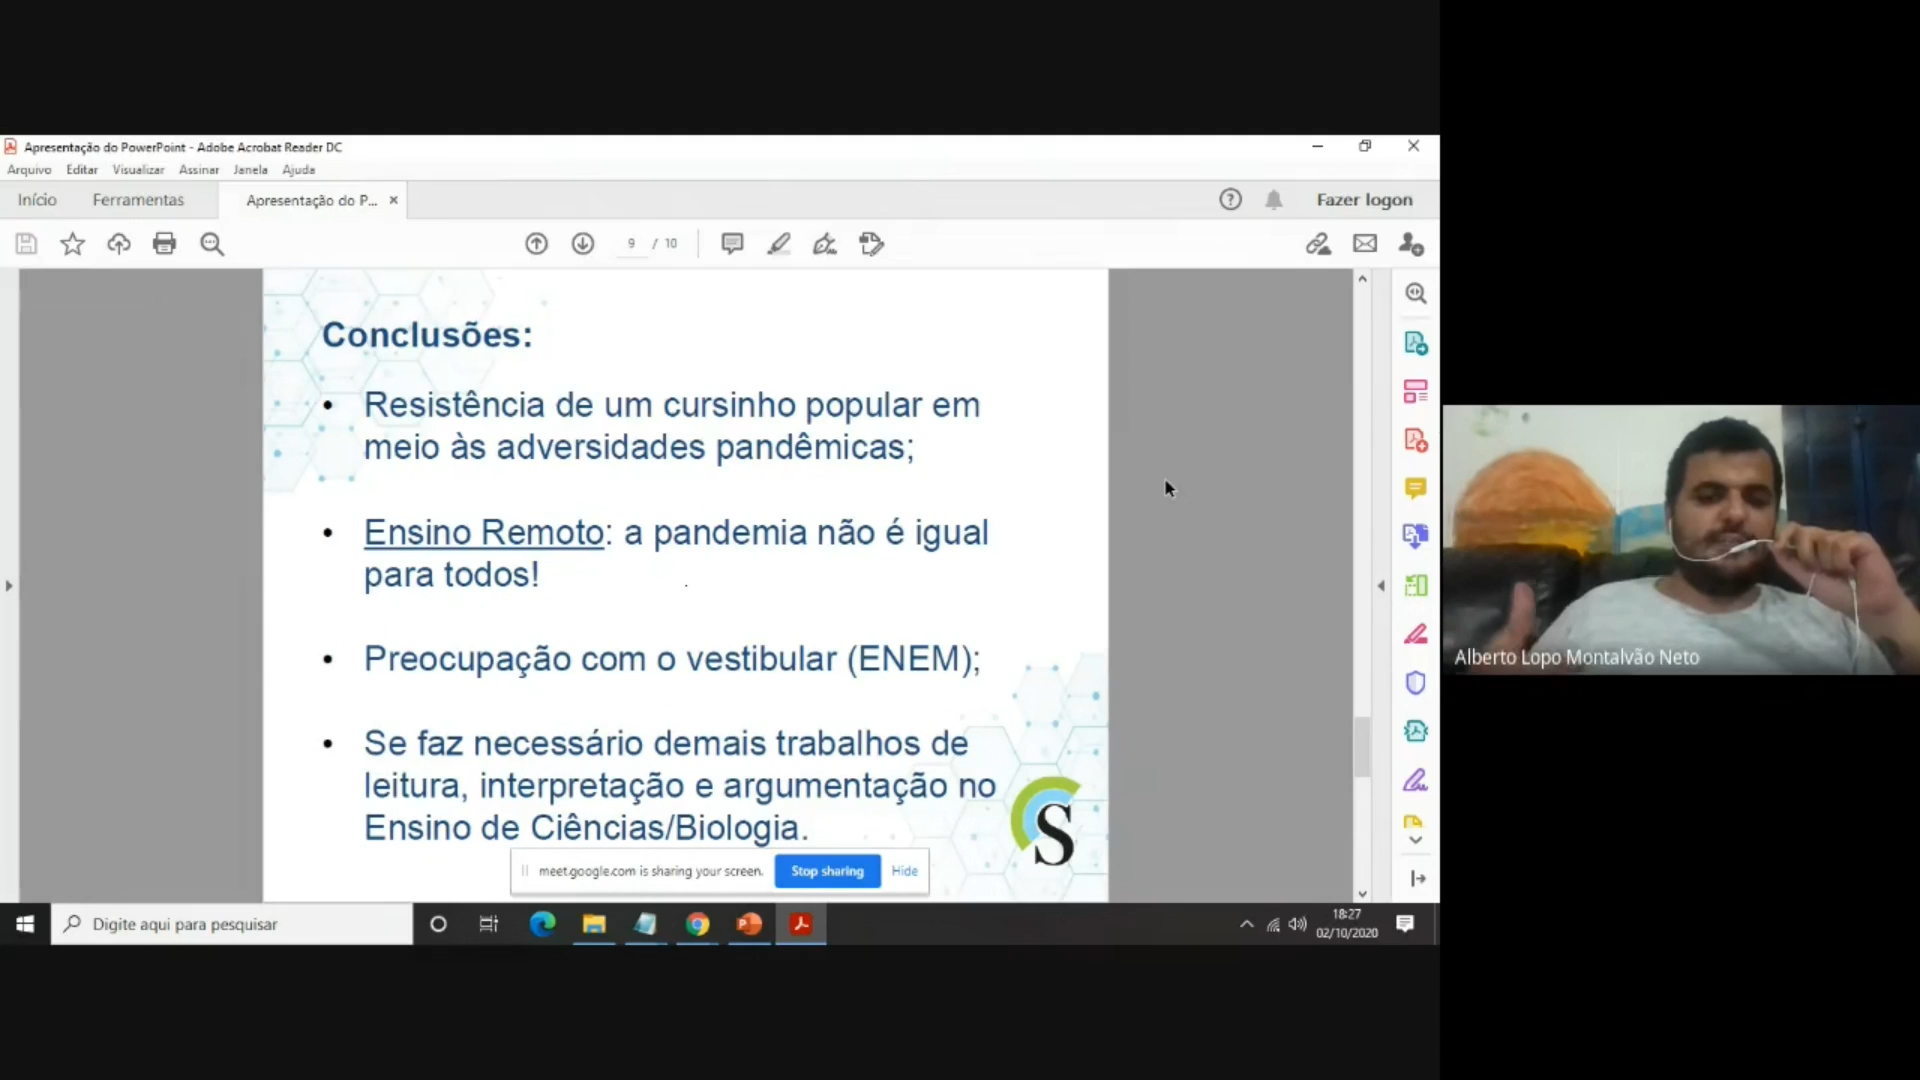 Apresentação do PowerPoint - Adobe Acrobat Reader DC
Arquivo Editar Visualizar Assinar Janela Ajuda
Início Ferramentas Apresentação do P... × Fazer logon
9 / 10
Conclusões:
• Resistência de um cursinho popular em
meio às adversidades pandêmicas;
• Ensino Remoto: a pandemia não é igual
para todos!
• Preocupação com o vestibular (ENEM);
• Se faz necessário demais trabalhos de
leitura, interpretação e argumentação no
Ensino de Ciências/Biologia.
S
meet.google.com is sharing your screen. Stop sharing Hide
Digite aqui para pesquisar
18:27
02/10/2020
Alberto Lopo Montalvão Neto